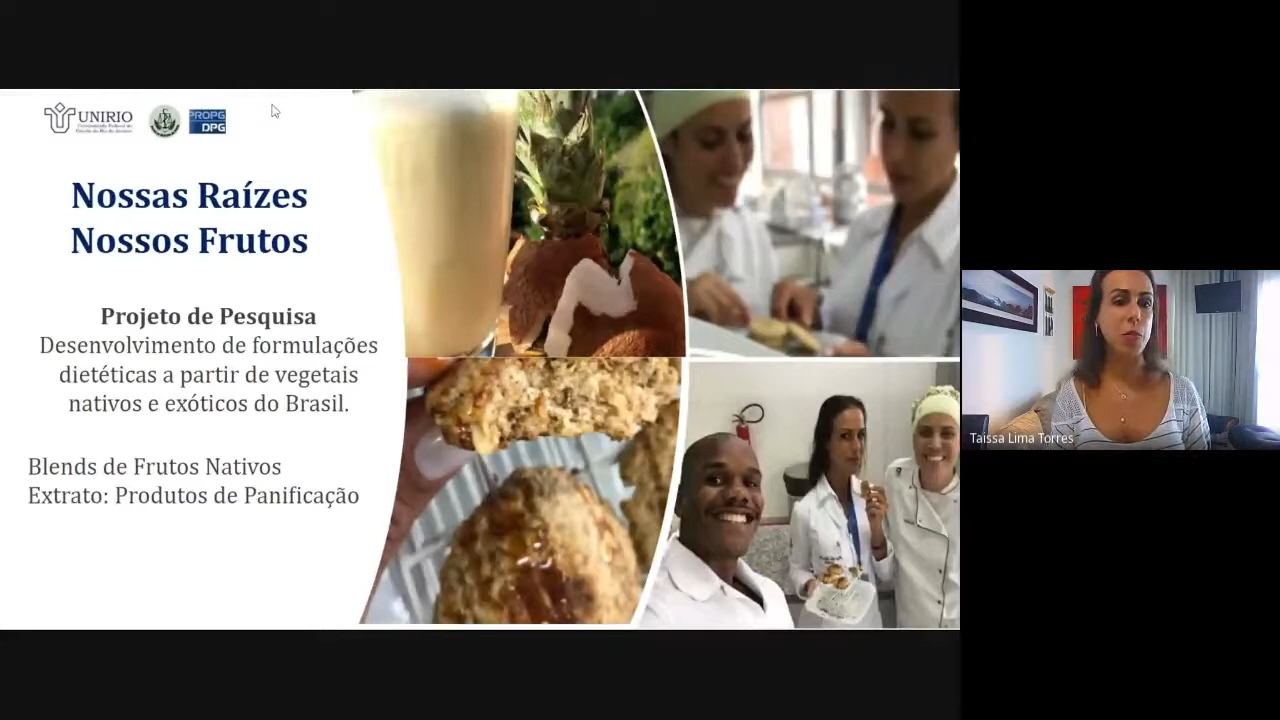 UNIRIO
PROPG
DPG
Nossas Raízes
Nossos Frutos
Projeto de Pesquisa
Desenvolvimento de formulações
dietéticas a partir de vegetais
nativos e exóticos do Brasil.
Blends de Frutos Nativos
Extrato: Produtos de Panificação
Taissa Lima Torres